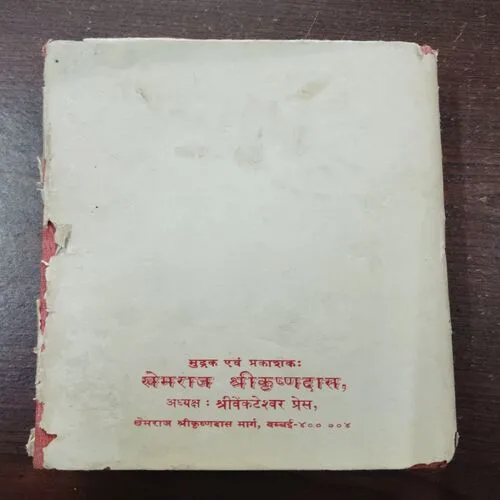 मुद्रक एवं प्रकाशक:
खेमराज श्रीकृष्णदास,
अध्यक्ष : श्रीवेंकटेश्वर प्रेस,
खेमराज श्रीकृष्णदास मार्ग, बम्बई-४०० ००४